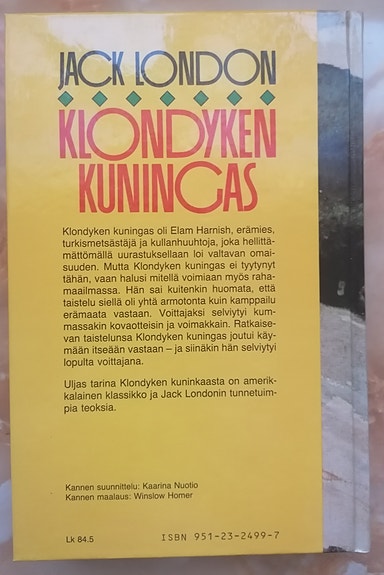 JACK LONDON
KLONDYKEN
KUNINGAS
Klondyken kuningas oli Elam Harnish, erämies,
turkismetsästäjä ja kullanhuuhtoja, joka hellittä-
mättömällä uurastuksellaan loi valtavan omai-
suuden. Mutta Klondyken kuningas ei tyytynyt
tähän, vaan halusi mitellä voimiaan myös raha-
maailmassa. Hän sai kuitenkin huomata, että
taistelu siellä oli yhtä armotonta kuin kamppailu
erämaata vastaan. Voittajaksi selviytyi kum-
massakin kovaotteisin ja voimakkain. Ratkaise-
van taistelunsa Klondyken kuningas joutui käy-
mään itseään vastaan – ja siinäkin hän selviytyi
lopulta voittajana.
Uljas tarina Klondyken kuninkaasta on amerik-
kalainen klassikko ja Jack Londonin tunnetuim-
pia teoksia.
Kannen suunnittelu: Kaarina Nuotio
Kannen maalaus: Winslow Homer
Lk 84.5
ISBN 951-23-2499-7